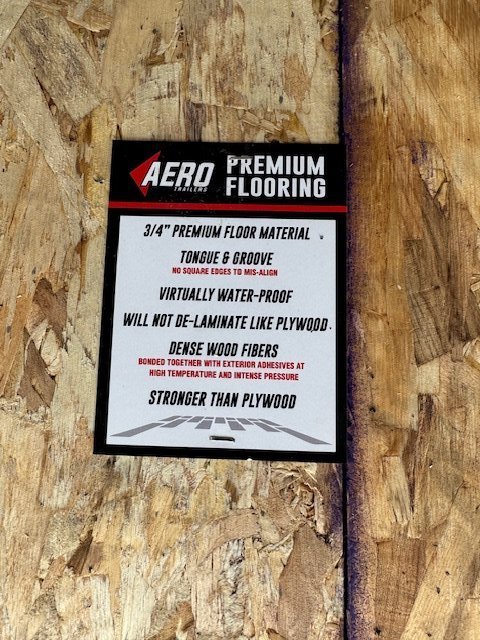 AERO
TRAILERS
PREMIUM
FLOORING
3/4” PREMIUM FLOOR MATERIAL
TONGUE & GROOVE
NO SQUARE EDGES TO MIS-ALIGN
VIRTUALLY WATER-PROOF
WILL NOT DE-LAMINATE LIKE PLYWOOD.
DENSE WOOD FIBERS
BONDED TOGETHER WITH EXTERIOR ADHESIVES AT
HIGH TEMPERATURE AND INTENSE PRESSURE
STRONGER THAN PLYWOOD